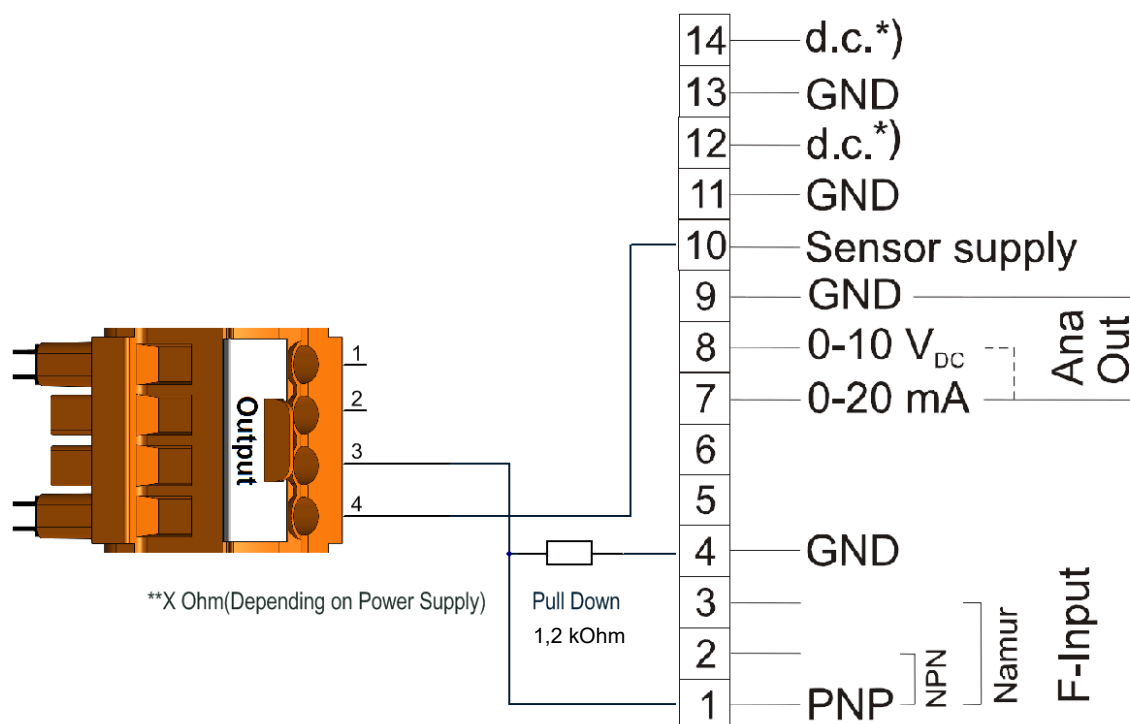 14 d.c.*)
13 GND
12 d.c.*)
11 GND
10 Sensor supply
9 GND
8 0-10 VDC
7 0-20 mA
Ana
Out
6
5
4 GND
3
2
1 PNP
NPN
Namur
F-Input
Output
1
2
3
4
**X Ohm(Depending on Power Supply)
Pull Down
1,2 kOhm